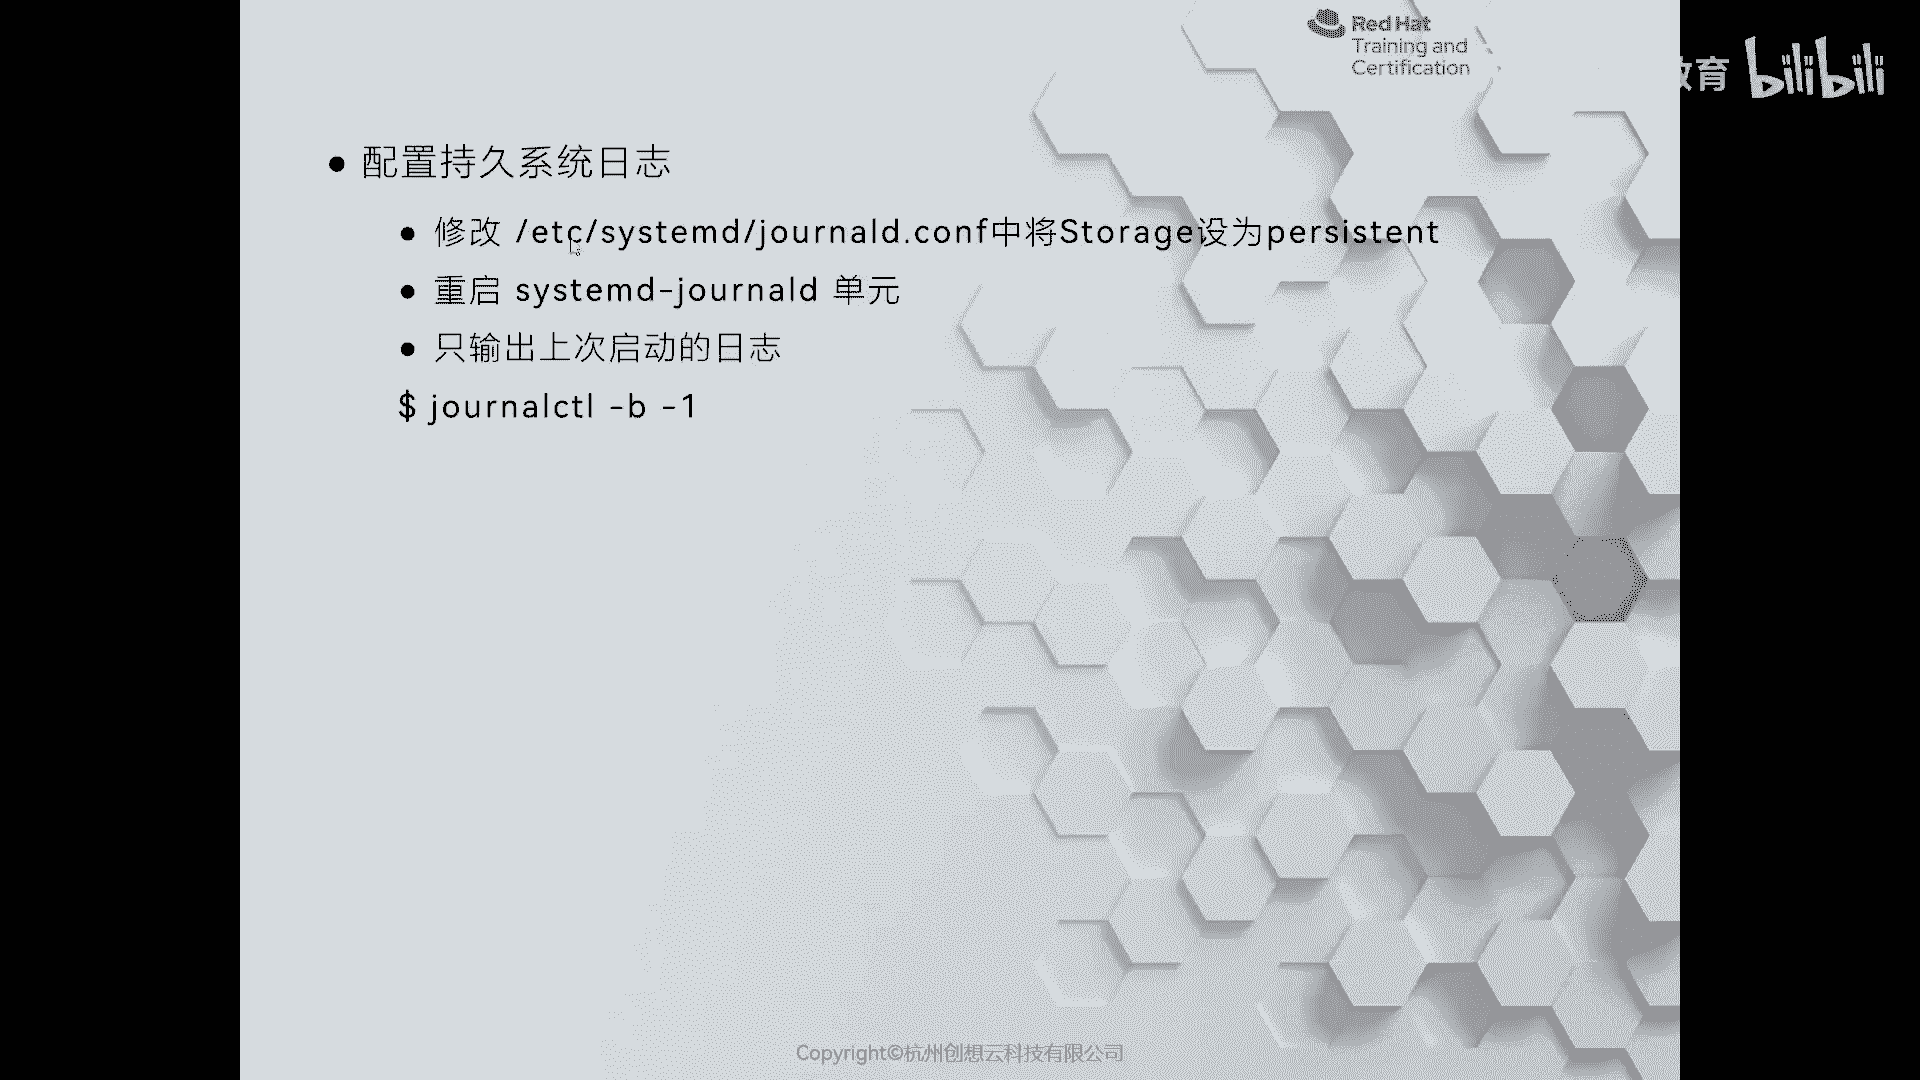 Red Hat
Training and
Certification
教育 bilibili
● 配置持久系统日志
● 修改 /etc/systemd/journald.conf中将Storage设为persistent
● 重启 systemd-journald 单元
● 只输出上次启动的日志
$ journalctl -b -1
Copyright©杭州创想云科技有限公司